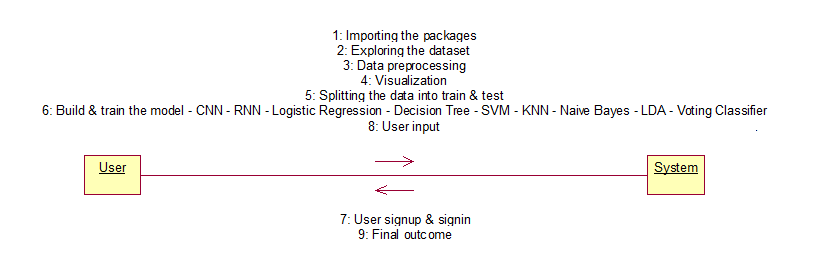 1: Importing the packages
2: Exploring the dataset
3: Data preprocessing
4: Visualization
5: Splitting the data into train & test
6: Build & train the model - CNN - RNN - Logistic Regression - Decision Tree - SVM - KNN - Naive Bayes - LDA - Voting Classifier
8: User input .
User
System
7: User signup & signin
9: Final outcome